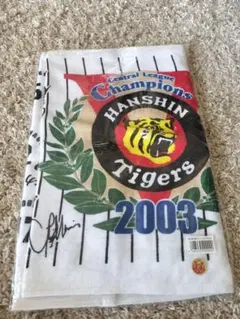 Central League
Champions
HANSHIN
Tigers
2003